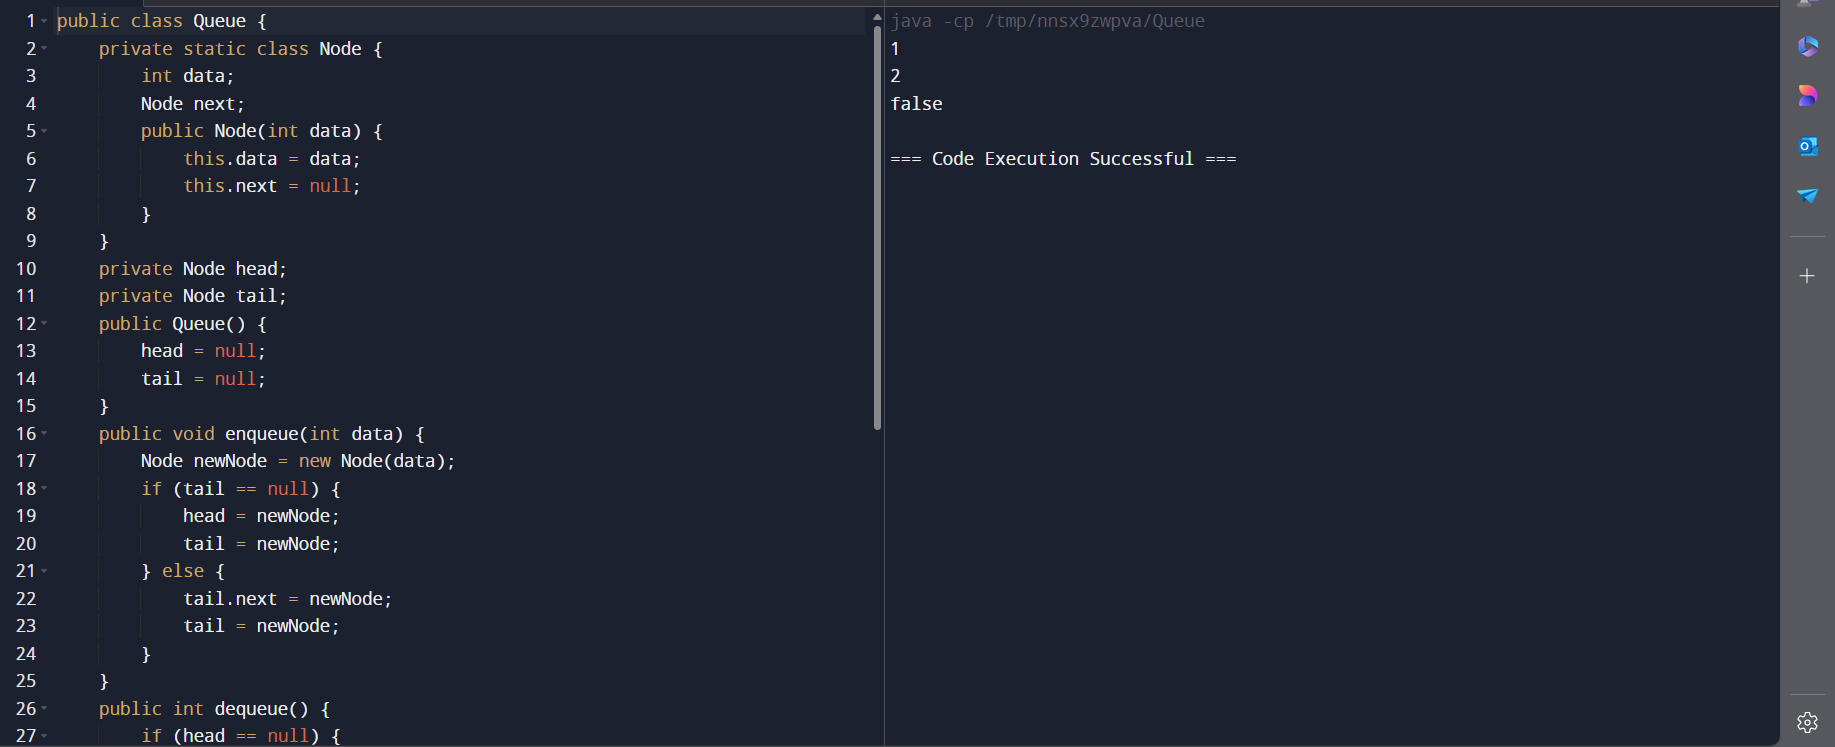 1 public class Queue {
2 private static class Node {
3 int data;
4 Node next;
5 public Node(int data) {
6 this.data = data;
7 this.next = null;
8 }
9 }
10 private Node head;
11 private Node tail;
12 public Queue() {
13 head = null;
14 tail = null;
15 }
16 public void enqueue(int data) {
17 Node newNode = new Node(data);
18 if (tail == null) {
19 head = newNode;
20 tail = newNode;
21 } else {
22 tail.next = newNode;
23 tail = newNode;
24 }
25 }
26 public int dequeue() {
27 if (head == null) {
java -cp /tmp/nnsx9zwpva/Queue
1
2
false
=== Code Execution Successful ===